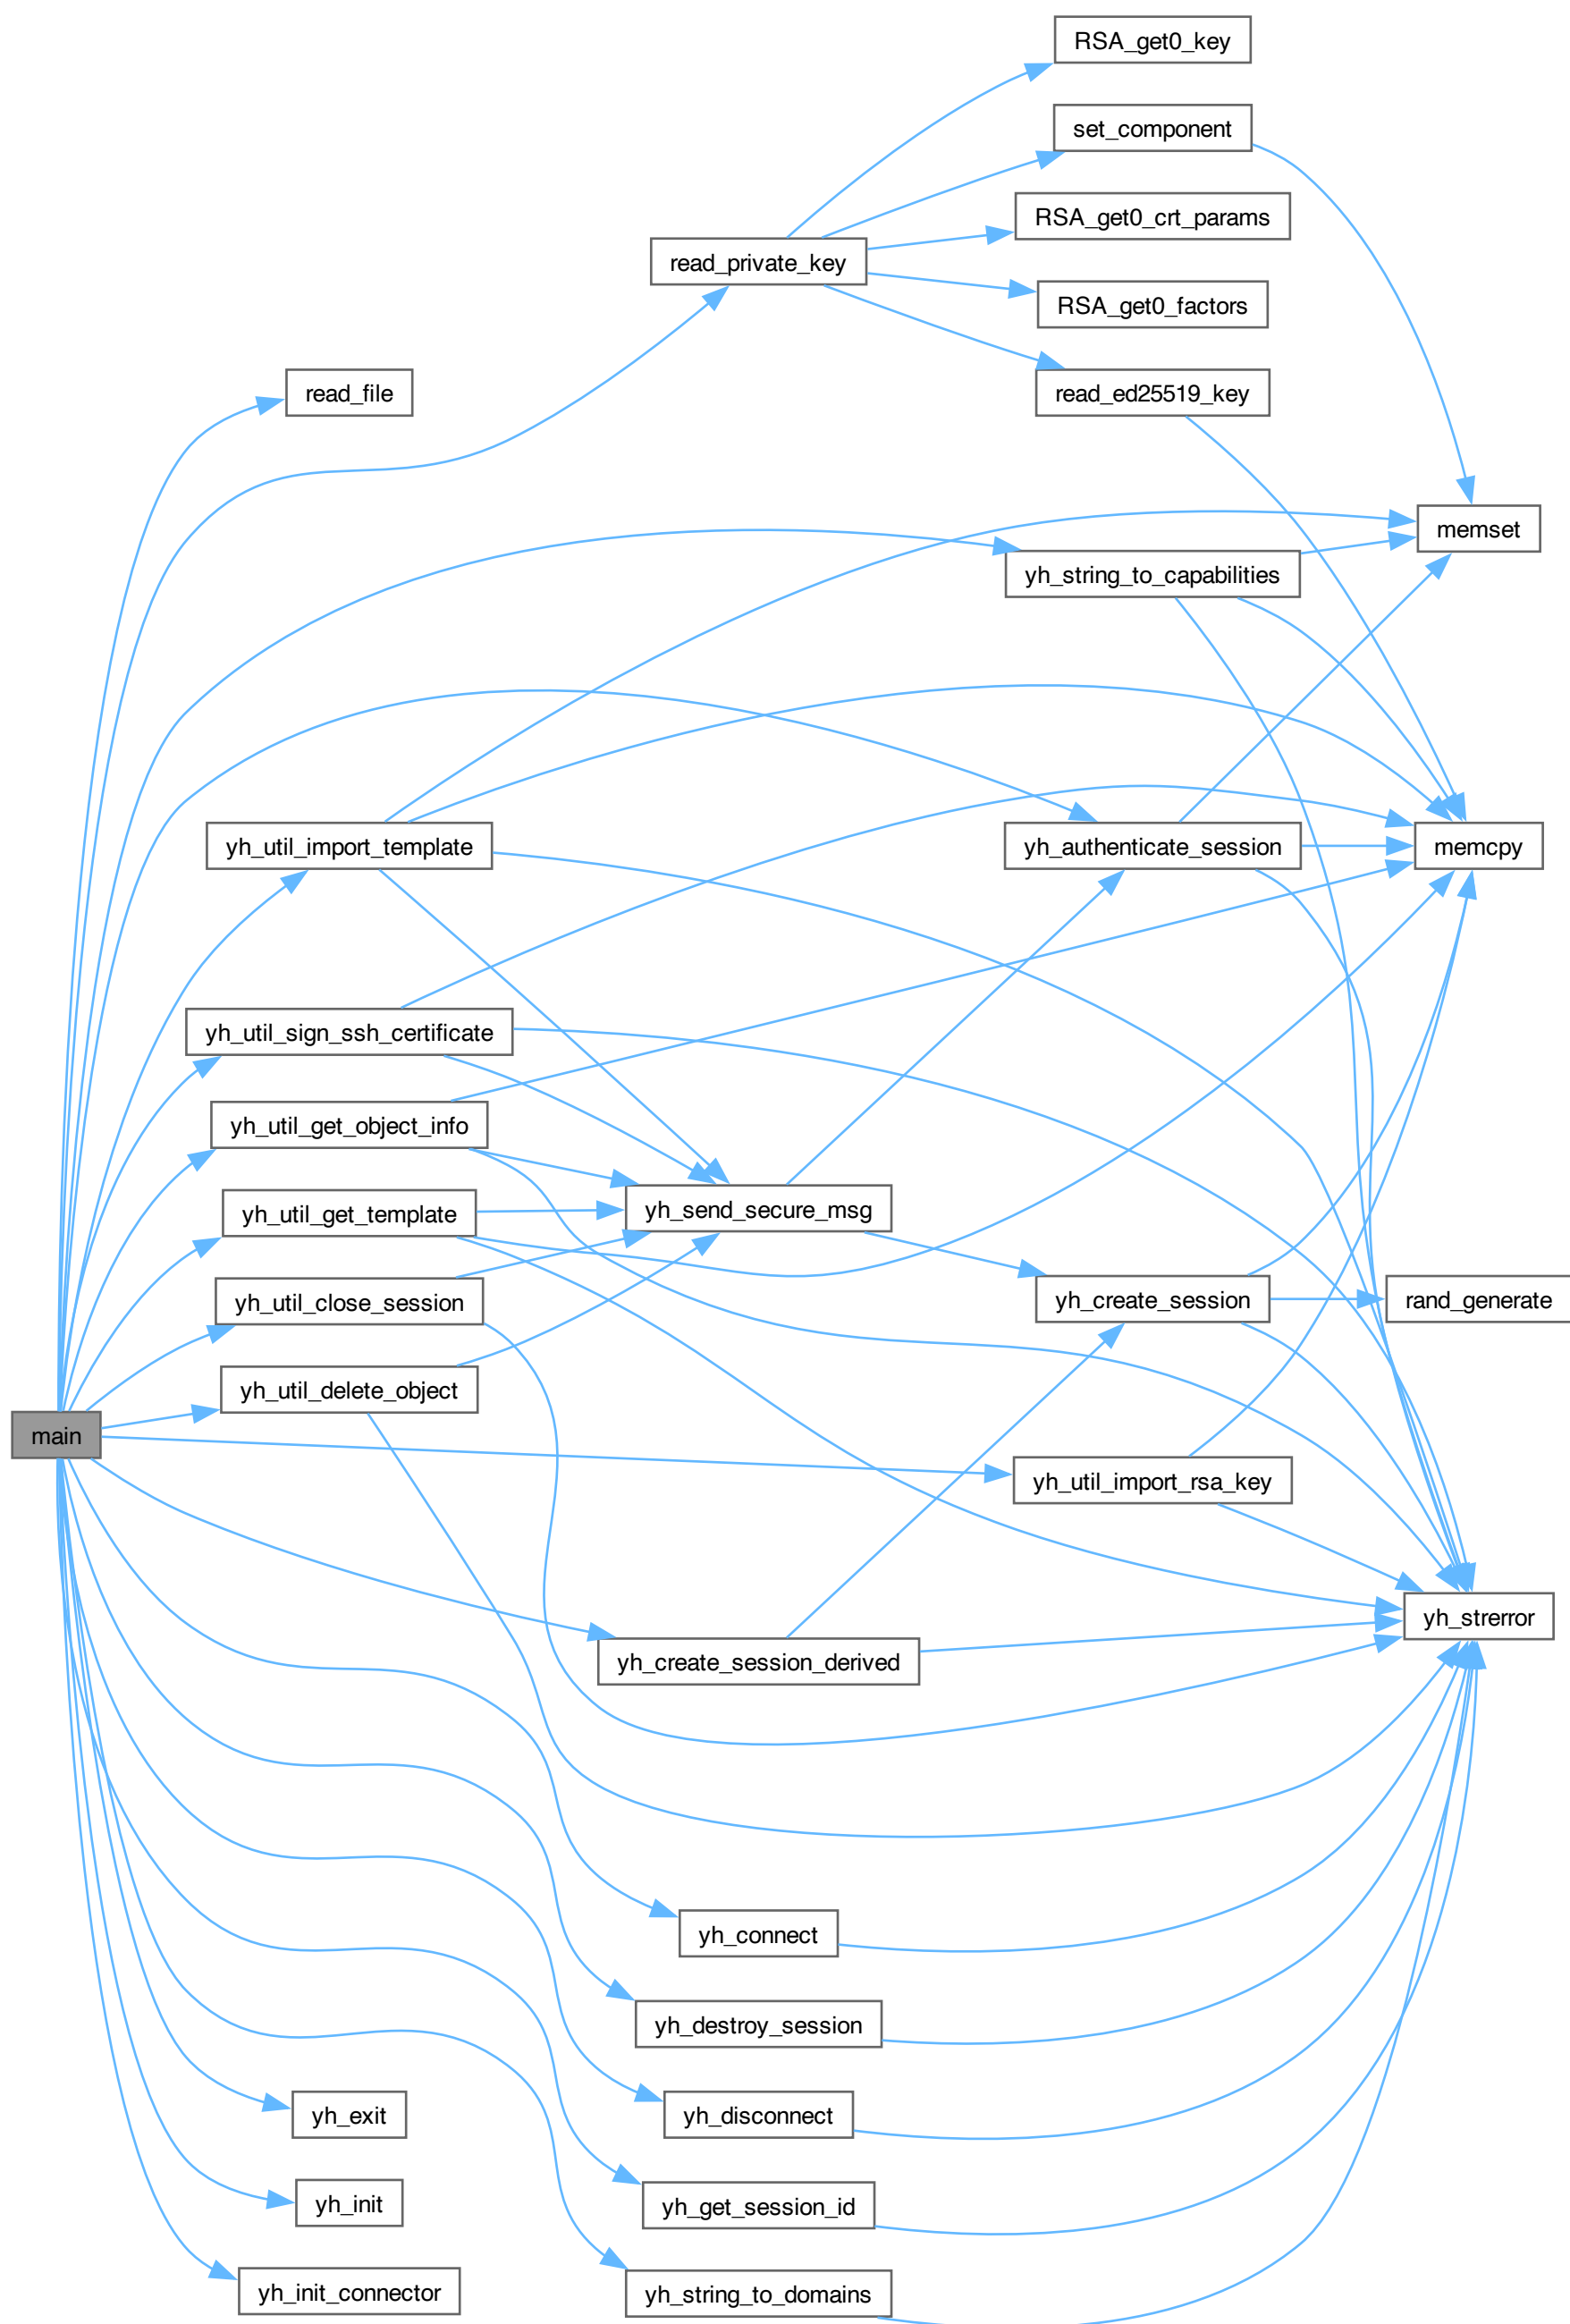 RSA_get0_key
set_component
RSA_get0_crt_params
read_private_key
RSA_get0_factors
read_file
read_ed25519_key
memset
yh_string_to_capabilities
yh_util_import_template
yh_authenticate_session
memcpy
yh_util_sign_ssh_certificate
yh_util_get_object_info
yh_util_get_template
yh_send_secure_msg
yh_util_close_session
yh_create_session
rand_generate
yh_util_delete_object
main
yh_util_import_rsa_key
yh_strerror
yh_create_session_derived
yh_connect
yh_destroy_session
yh_exit
yh_disconnect
yh_init
yh_get_session_id
yh_init_connector
yh_string_to_domains